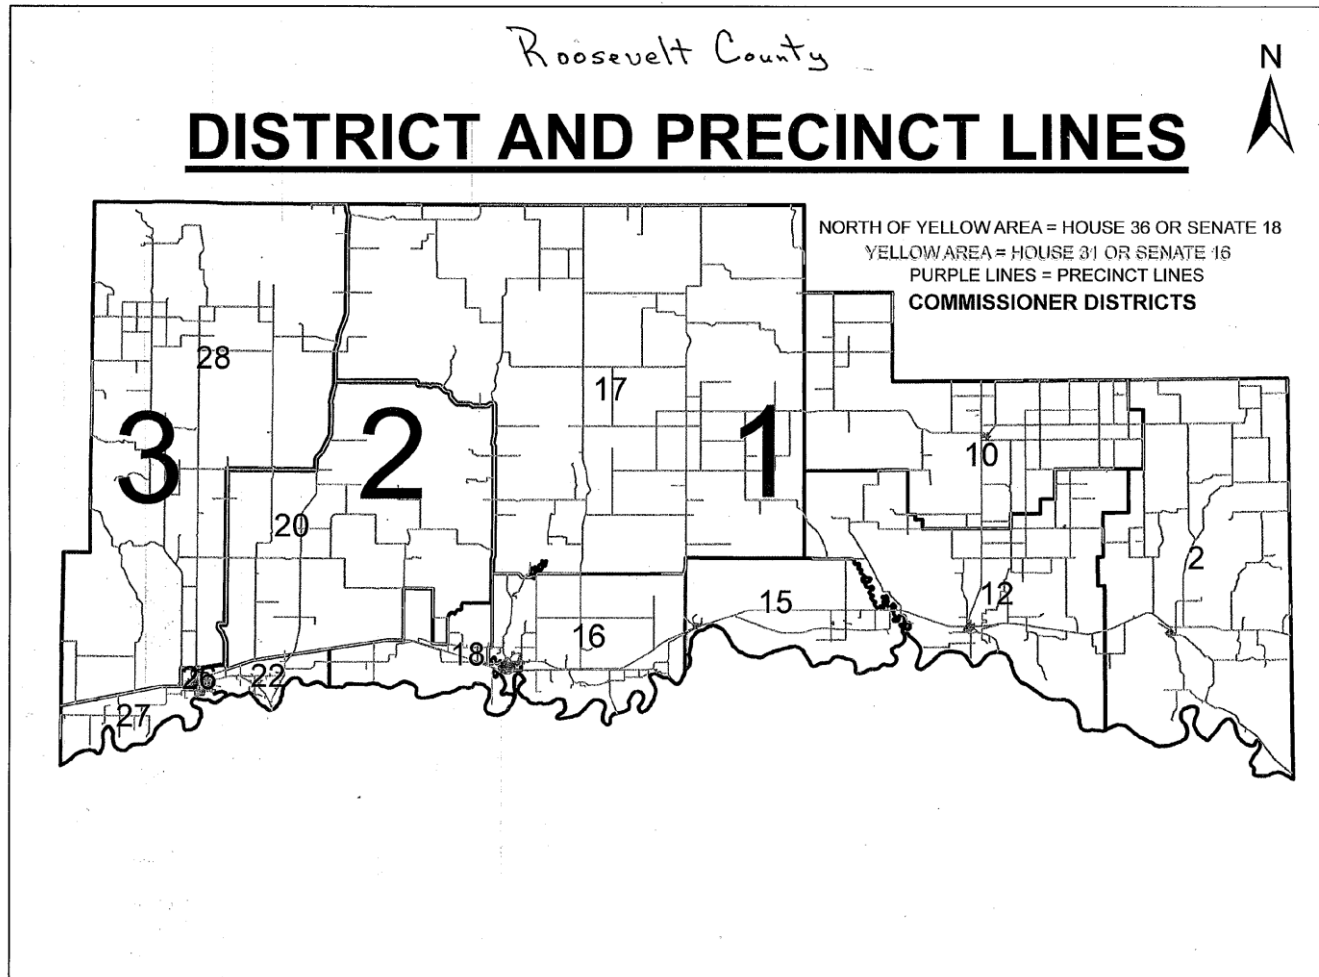 Roosevelt County
N
DISTRICT AND PRECINCT LINES
NORTH OF YELLOW AREA = HOUSE 36 OR SENATE 18
YELLOW AREA = HOUSE 31 OR SENATE 16
PURPLE LINES = PRECINCT LINES
COMMISSIONER DISTRICTS
28
17
3
2
1
10
20
2
12
15
16
18
26
22
27